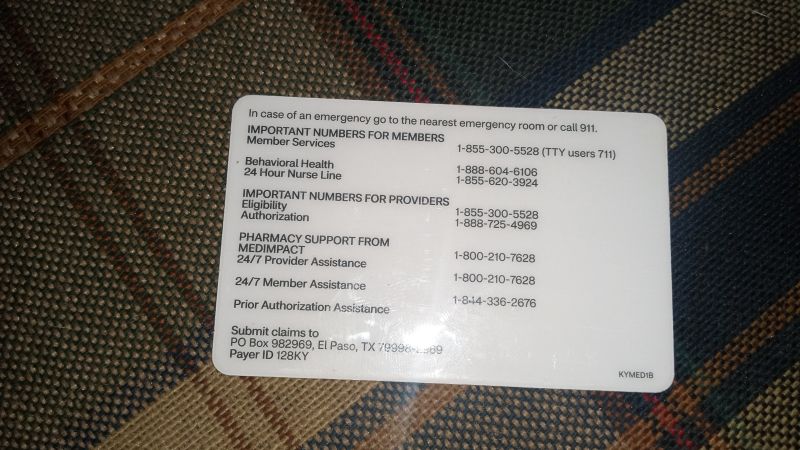 In case of an emergency go to the nearest emergency room or call 911.
IMPORTANT NUMBERS FOR MEMBERS
Member Services 1-855-300-5528 (TTY users 711)
Behavioral Health 1-888-604-6106
24 Hour Nurse Line 1-855-620-3924
IMPORTANT NUMBERS FOR PROVIDERS
Eligibility 1-855-300-5528
Authorization 1-888-725-4969
PHARMACY SUPPORT FROM
MEDIMPACT
24/7 Provider Assistance 1-800-210-7628
24/7 Member Assistance 1-800-210-7628
Prior Authorization Assistance 1-844-336-2676
Submit claims to
PO Box 982969, El Paso, TX
Payer ID 128KY
KYMED1B